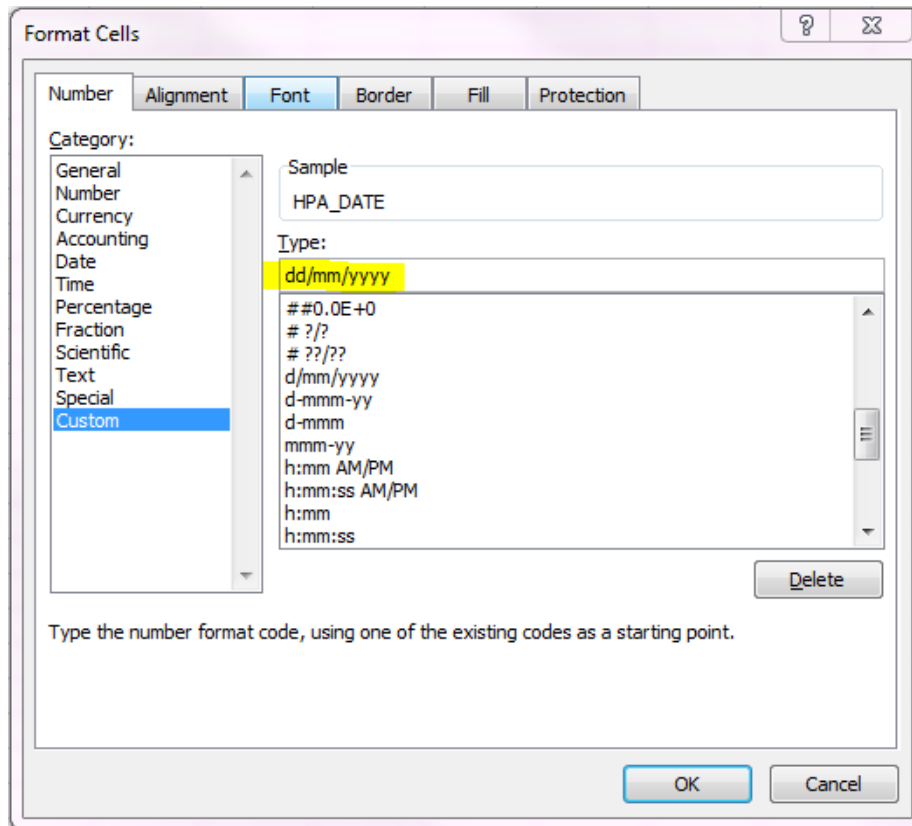 Format Cells
Number Alignment Font Border Fill Protection
Category:
General
Number
Currency
Accounting
Date
Time
Percentage
Fraction
Scientific
Text
Special
Custom
Sample
HPA_DATE
Type:
dd/mm/yyyy
##0.0E+0
# ?/?
# ??/??
d/mm/yyyy
d-mmm-yy
d-mmm
mmm-yy
h:mm AM/PM
h:mm:ss AM/PM
h:mm
h:mm:ss
Delete
Type the number format code, using one of the existing codes as a starting point.
OK Cancel